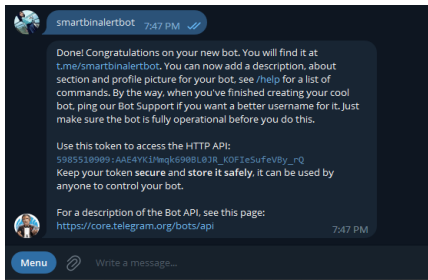 smartbinalertbot 7:47 PM
Done! Congratulations on your new bot. You will find it at
t.me/smartbinalertbot. You can now add a description, about
section and profile picture for your bot, see /help for a list of
commands. By the way, when you've finished creating your cool
bot, ping our Bot Support if you want a better username for it. Just
make sure the bot is fully operational before you do this.
Use this token to access the HTTP API:
5985510909:AAE4YKiMmqk690BL0JR_KOFIeSufeVBy_rQ
Keep your token secure and store it safely, it can be used by
anyone to control your bot.
For a description of the Bot API, see this page:
https://core.telegram.org/bots/api 7:47 PM
Menu Write a message...